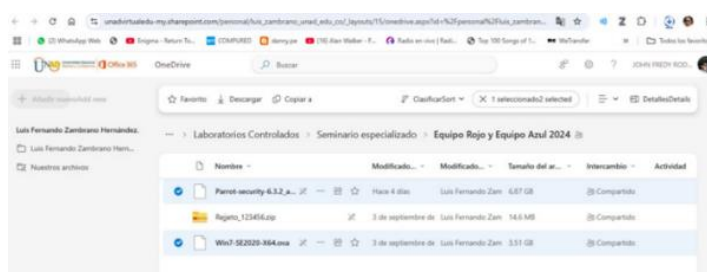 unadvirtualedu-my.sharepoint.com/personal/luis_zambrano_unad_edu_co/_layouts/15/onedrive.aspx?id=%2Fpersonal%2Fluis_zambran...
(2) WhatsApp Web Enigma - Return To... COMPURED (16) Alan Walker - F... Radio en vivo | Radi... Top 100 Songs of 1... WeTransfer Todos los favorito
Office 365 OneDrive Buscar JOHN FREDY ROD...
Favorito Descargar Copiar a ClasificarSort 1 seleccionado2 selected DetallesDetails
Luis Fernando Zambrano Hernández.
Luis Fernando Zambrano Hern...
Nuestros archivos
Laboratorios Controlados > Seminario especializado > Equipo Rojo y Equipo Azul 2024
Nombre Modificado... Modificado... Tamaño del ar... Intercambio Actividad
Parrot-security-6.3.2_a... Hace 4 días Luis Fernando Zam 6.87 GB Compartido
Rejeto_123456.zip 3 de septiembre de Luis Fernando Zam 14.6 MB Compartido
Win7-SE2020-X64.ova 3 de septiembre de Luis Fernando Zam 3.51 GB Compartido